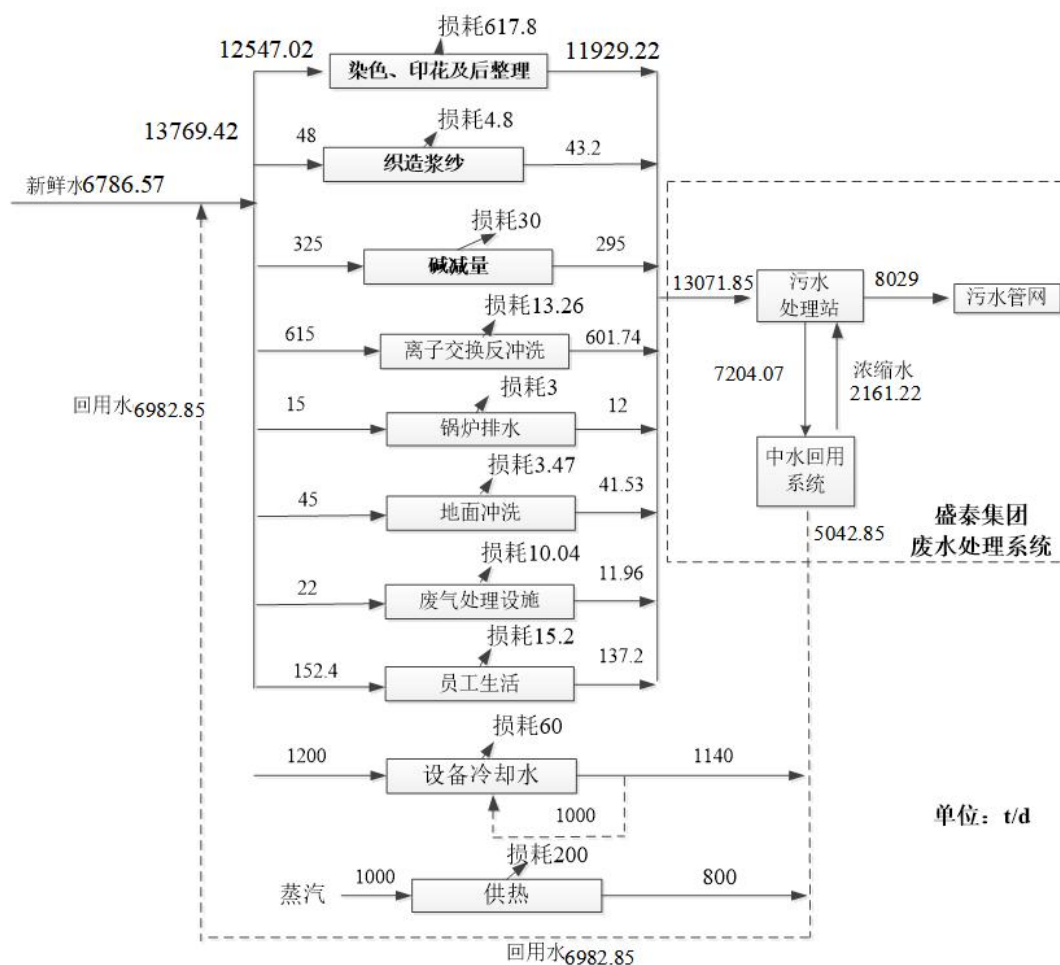 损耗617.8
12547.02
染色、印花及后整理
11929.22
13769.42
损耗4.8
48
织造浆纱
43.2
新鲜水6786.57
损耗30
325
碱减量
295
13071.85
污水
处理站
8029
污水管网
损耗13.26
615
离子交换反冲洗
601.74
7204.07
浓缩水
2161.22
回用水6982.85
损耗3
15
锅炉排水
12
中水回用
系统
损耗3.47
45
地面冲洗
41.53
5042.85
盛泰集团
废水处理系统
损耗10.04
22
废气处理设施
11.96
损耗15.2
152.4
员工生活
137.2
损耗60
1200
设备冷却水
1140
1000
单位：t/d
损耗200
蒸汽
1000
供热
800
回用水6982.85